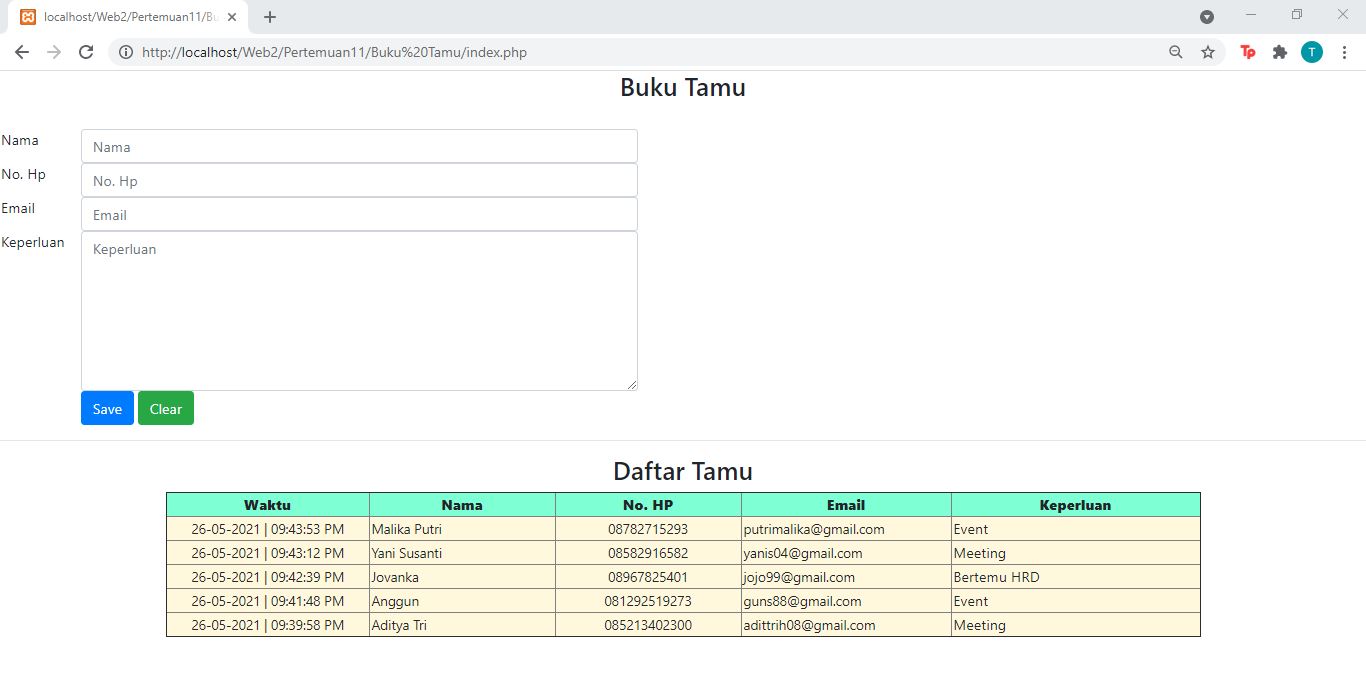 localhost/Web2/Pertemuan11/Bu
http://localhost/Web2/Pertemuan11/Buku%20Tamu/index.php
Tp
T
Buku Tamu
Nama Nama
No. Hp No. Hp
Email Email
Keperluan Keperluan
Save Clear
Daftar Tamu
Waktu Nama No. HP Email Keperluan
26-05-2021 | 09:43:53 PM Malika Putri 08782715293 putrimalika@gmail.com Event
26-05-2021 | 09:43:12 PM Yani Susanti 08582916582 yanis04@gmail.com Meeting
26-05-2021 | 09:42:39 PM Jovanka 08967825401 jojo99@gmail.com Bertemu HRD
26-05-2021 | 09:41:48 PM Anggun 081292519273 guns88@gmail.com Event
26-05-2021 | 09:39:58 PM Aditya Tri 085213402300 adittrih08@gmail.com Meeting